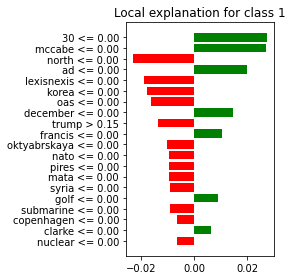 Local explanation for class 1
30 <= 0.00
mccabe <= 0.00
north <= 0.00
ad <= 0.00
lexisnexis <= 0.00
korea <= 0.00
oas <= 0.00
december <= 0.00
trump > 0.15
francis <= 0.00
oktyabrskaya <= 0.00
nato <= 0.00
pires <= 0.00
mata <= 0.00
syria <= 0.00
golf <= 0.00
submarine <= 0.00
copenhagen <= 0.00
clarke <= 0.00
nuclear <= 0.00
−0.02 0.00 0.02